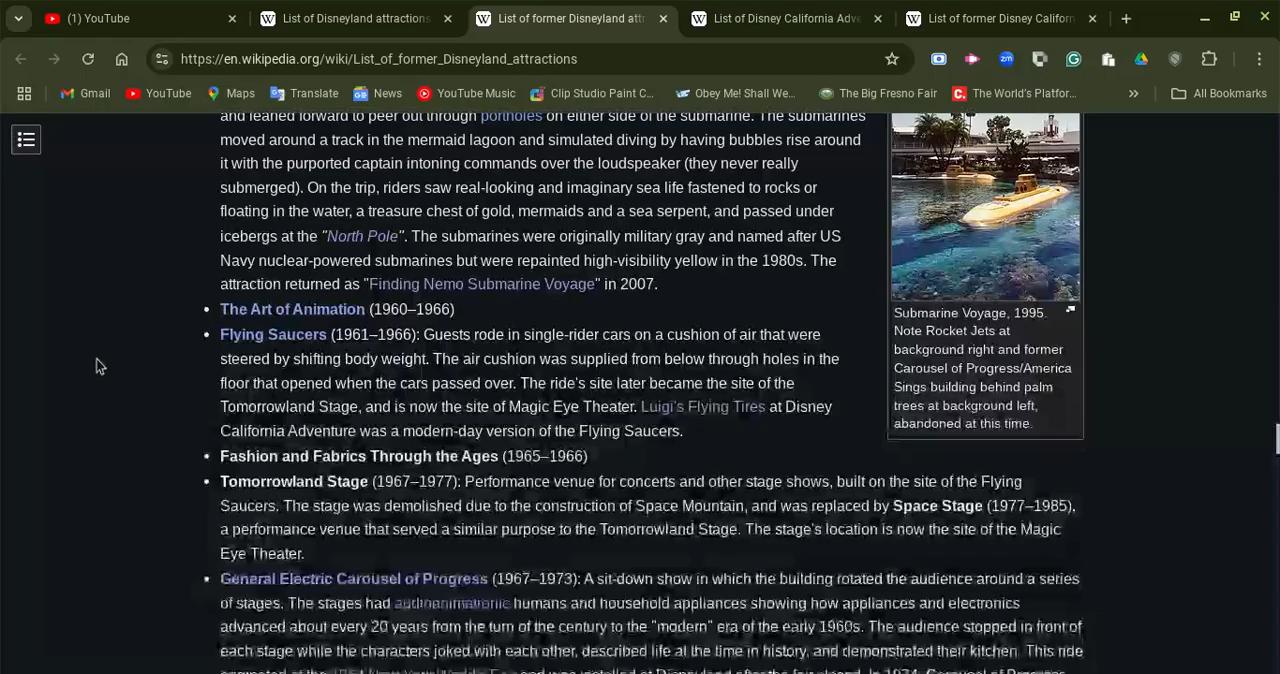 (1) YouTube
List of Disneyland attractions
List of former Disneyland attr
List of Disney California Adve
List of former Disney Californ
https://en.wikipedia.org/wiki/List_of_former_Disneyland_attractions
Gmail
YouTube
Maps
Translate
News
YouTube Music
Clip Studio Paint C...
Obey Me! Shall We...
The Big Fresno Fair
The World's Platfor...
All Bookmarks
and leaned forward to peer out through portholes on either side of the submarine. The submarines
moved around a track in the mermaid lagoon and simulated diving by having bubbles rise around
it with the purported captain intoning commands over the loudspeaker (they never really
submerged). On the trip, riders saw real-looking and imaginary sea life fastened to rocks or
floating in the water, a treasure chest of gold, mermaids and a sea serpent, and passed under
icebergs at the "North Pole". The submarines were originally military gray and named after US
Navy nuclear-powered submarines but were repainted high-visibility yellow in the 1980s. The
attraction returned as "Finding Nemo Submarine Voyage" in 2007.
• The Art of Animation (1960–1966)
• Flying Saucers (1961–1966): Guests rode in single-rider cars on a cushion of air that were
steered by shifting body weight. The air cushion was supplied from below through holes in the
floor that opened when the cars passed over. The ride's site later became the site of the
Tomorrowland Stage, and is now the site of Magic Eye Theater. Luigi's Flying Tires at Disney
California Adventure was a modern-day version of the Flying Saucers.
Submarine Voyage, 1995.
Note Rocket Jets at
background right and former
Carousel of Progress/America
Sings building behind palm
trees at background left,
abandoned at this time.
• Fashion and Fabrics Through the Ages (1965–1966)
• Tomorrowland Stage (1967–1977): Performance venue for concerts and other stage shows, built on the site of the Flying
Saucers. The stage was demolished due to the construction of Space Mountain, and was replaced by Space Stage (1977–1985),
a performance venue that served a similar purpose to the Tomorrowland Stage. The stage's location is now the site of the Magic
Eye Theater.
• General Electric Carousel of Progress (1967–1973): A sit-down show in which the building rotated the audience around a series
of stages. The stages had audioanimatronic humans and household appliances showing how appliances and electronics
advanced about every 20 years from the turn of the century to the "modern" era of the early 1960s. The audience stopped in front of
each stage while the characters joked with each other, described life at the time in history, and demonstrated their kitchen. This ride